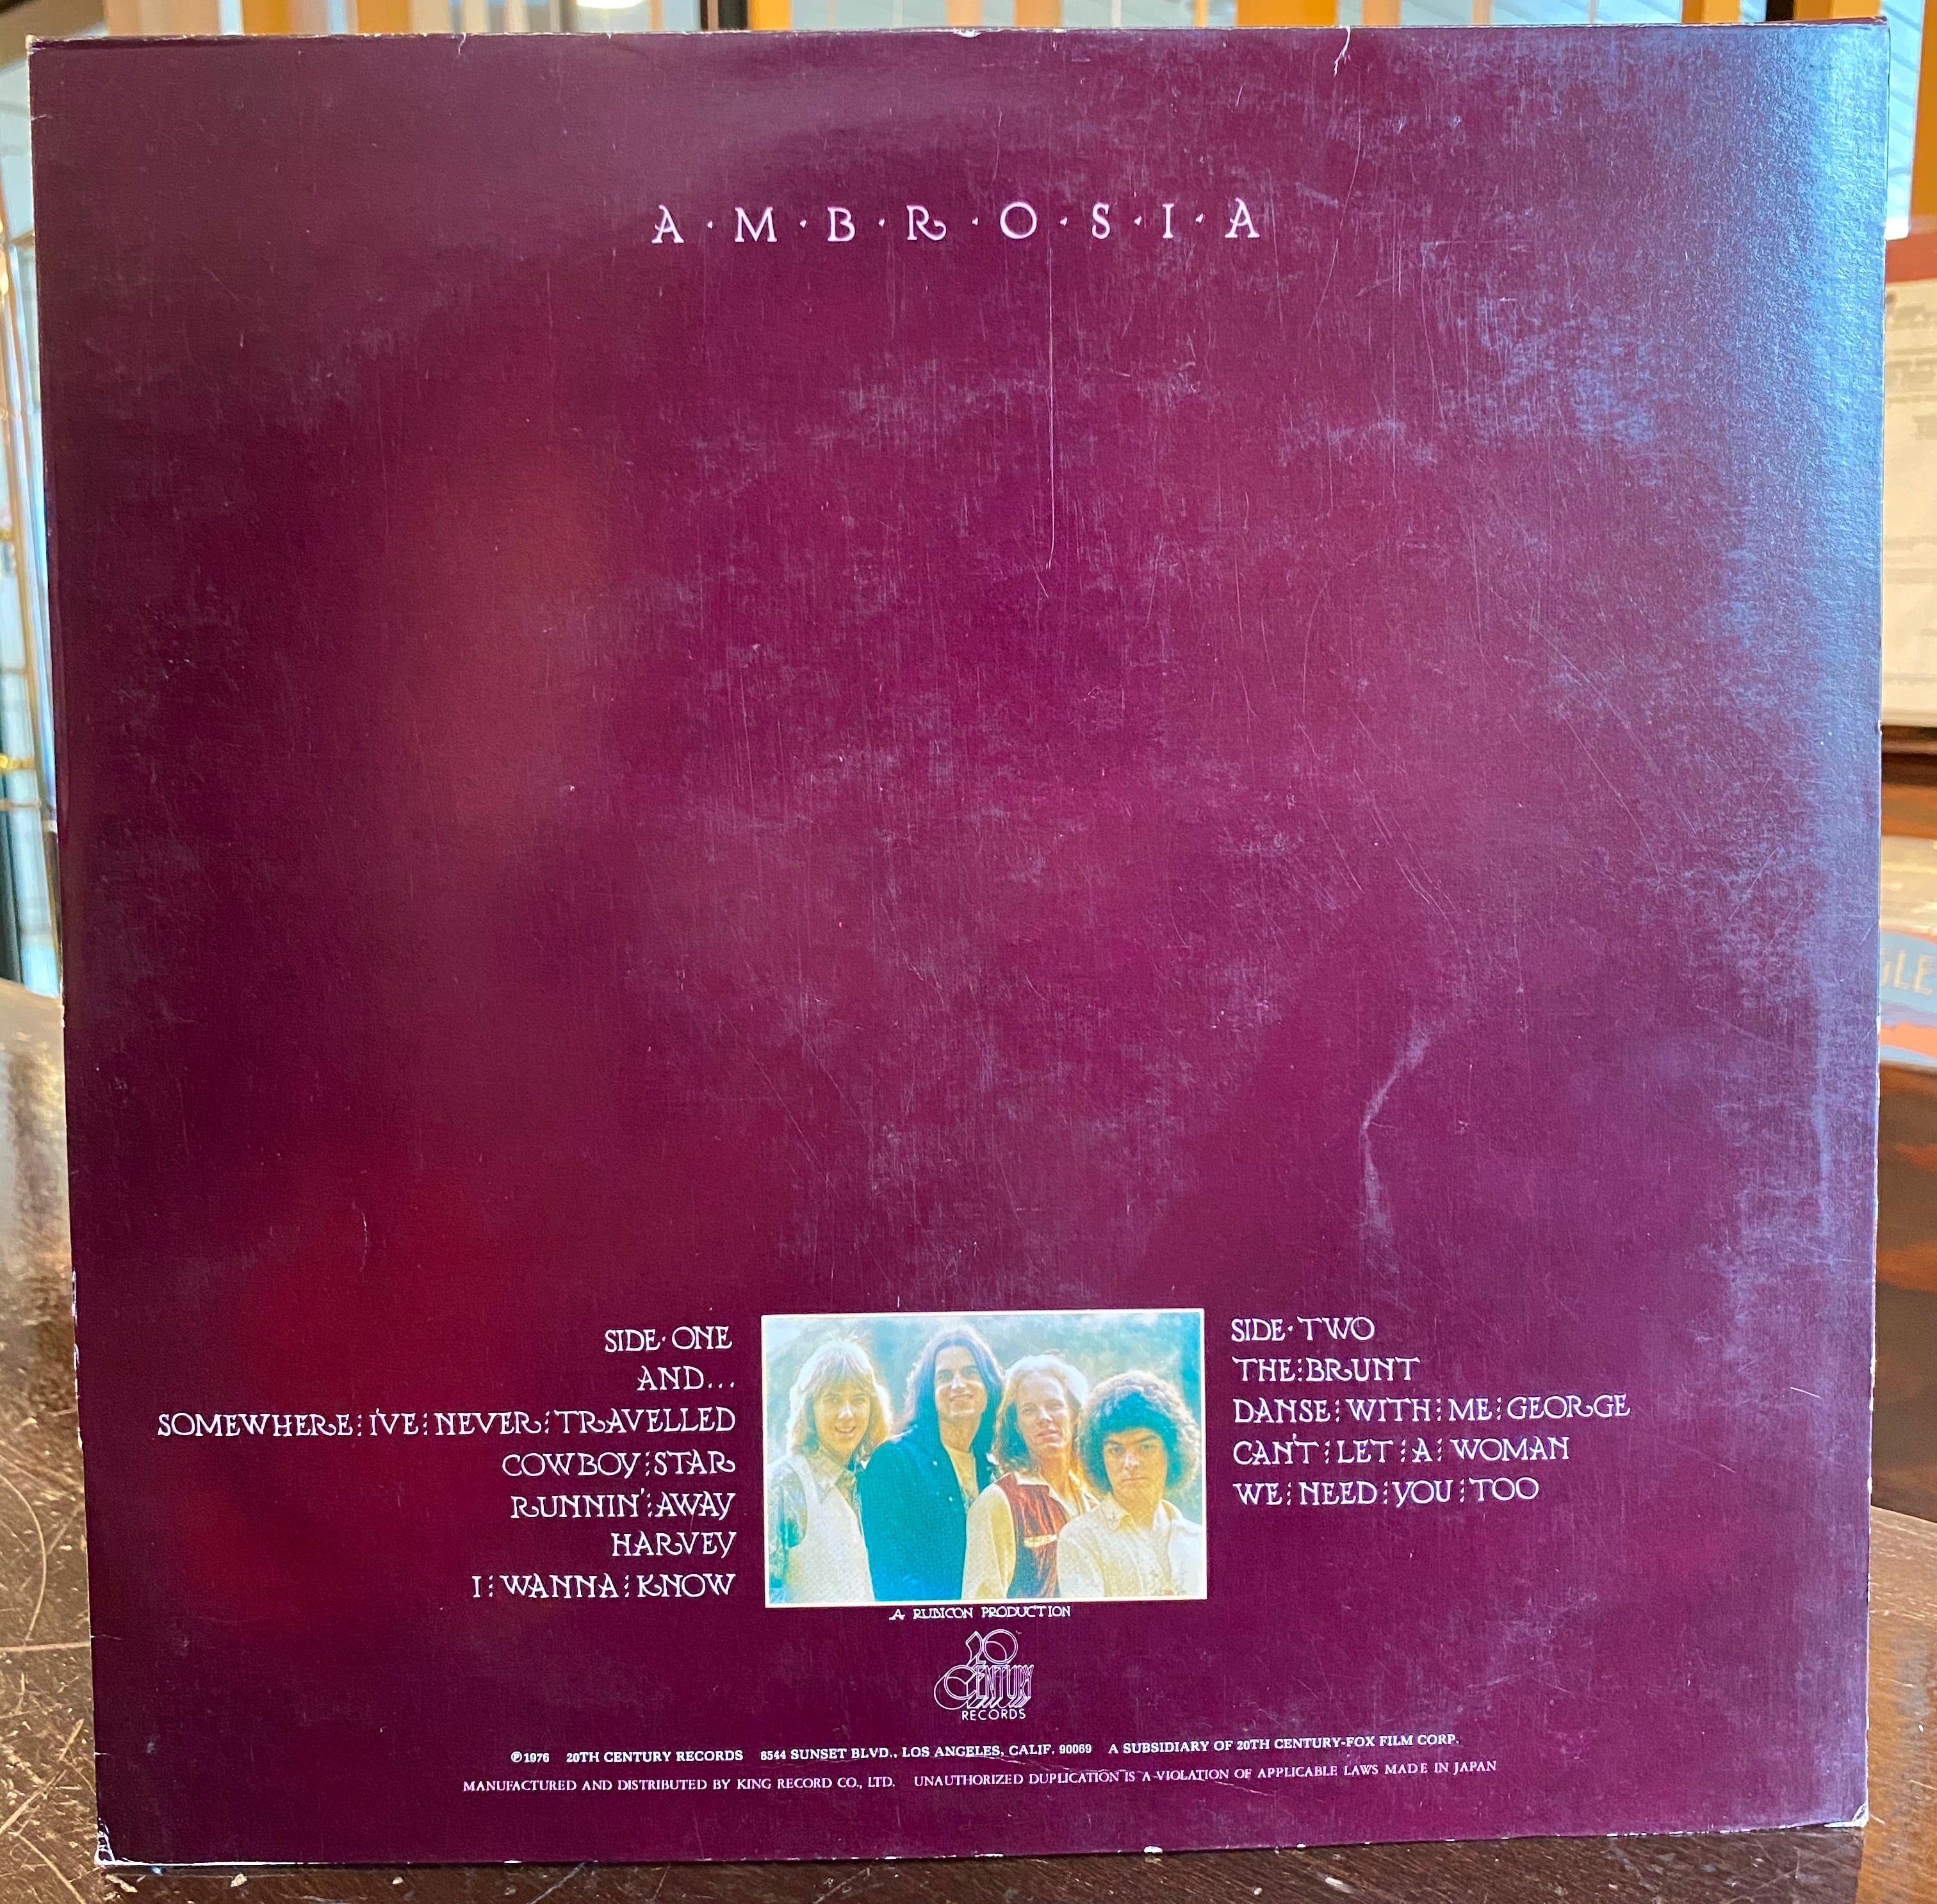 A·M·B·R·O·S·I·A
SIDE·ONE
AND...
SOMEWHERE⋮I'VE⋮NEVER⋮TRAVELLED
COWBOY⋮STAR
RUNNIN'⋮AWAY
HARVEY
I⋮WANNA⋮KNOW
SIDE·TWO
THE⋮BRUNT
DANSE⋮WITH⋮ME⋮GEORGE
CAN'T⋮LET⋮A⋮WOMAN
WE⋮NEED⋮YOU⋮TOO
A RUBICON PRODUCTION
20
CENTURY
RECORDS
℗1976 20TH CENTURY RECORDS 8544 SUNSET BLVD., LOS ANGELES, CALIF. 90069 A SUBSIDIARY OF 20TH CENTURY-FOX FILM CORP.
MANUFACTURED AND DISTRIBUTED BY KING RECORD CO., LTD. UNAUTHORIZED DUPLICATION IS A VIOLATION OF APPLICABLE LAWS MADE IN JAPAN